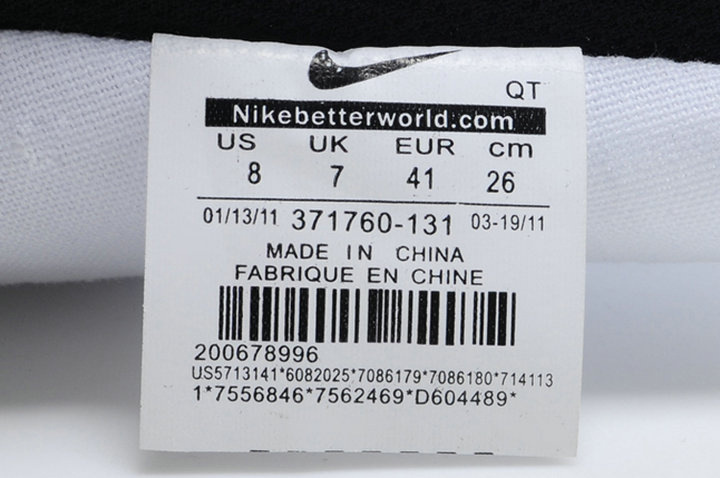 QT
Nikebetterworld.com
US UK EUR cm
8 7 41 26
01/13/11 371760-131 03-19/11
MADE IN CHINA
FABRIQUE EN CHINE
200678996
US5713141*6082025*7086179*7086180*714113
1*7556846*7562469*D604489*